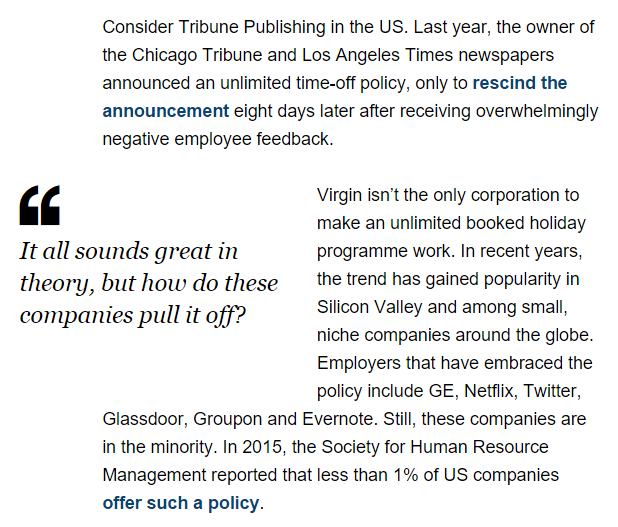 Consider Tribune Publishing in the US. Last year, the owner of
the Chicago Tribune and Los Angeles Times newspapers
announced an unlimited time-off policy, only to rescind the
announcement eight days later after receiving overwhelmingly
negative employee feedback.
“
It all sounds great in
theory, but how do these
companies pull it off?
Virgin isn’t the only corporation to
make an unlimited booked holiday
programme work. In recent years,
the trend has gained popularity in
Silicon Valley and among small,
niche companies around the globe.
Employers that have embraced the
policy include GE, Netflix, Twitter,
Glassdoor, Groupon and Evernote. Still, these companies are
in the minority. In 2015, the Society for Human Resource
Management reported that less than 1% of US companies
offer such a policy.